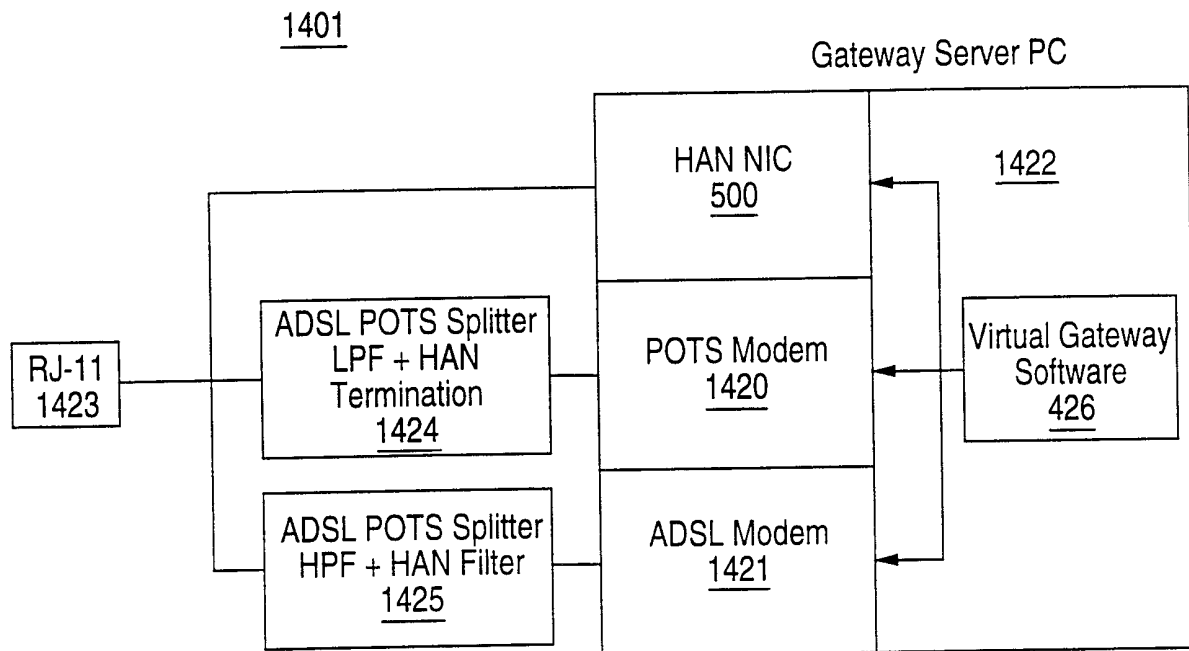 1401
Gateway Server PC
HAN NIC
500
1422
ADSL POTS Splitter
LPF + HAN
Termination
1424
POTS Modem
1420
Virtual Gateway
Software
426
RJ-11
1423
ADSL POTS Splitter
HPF + HAN Filter
1425
ADSL Modem
1421